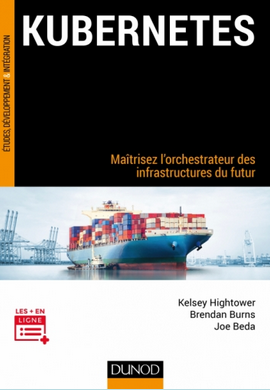 KUBERNETES
ÉTUDES, DÉVELOPPEMENT & INTÉGRATION
Maîtrisez l'orchestrateur des
infrastructures du futur
Kelsey Hightower
Brendan Burns
Joe Beda
LES + EN
LIGNE
DUNOD